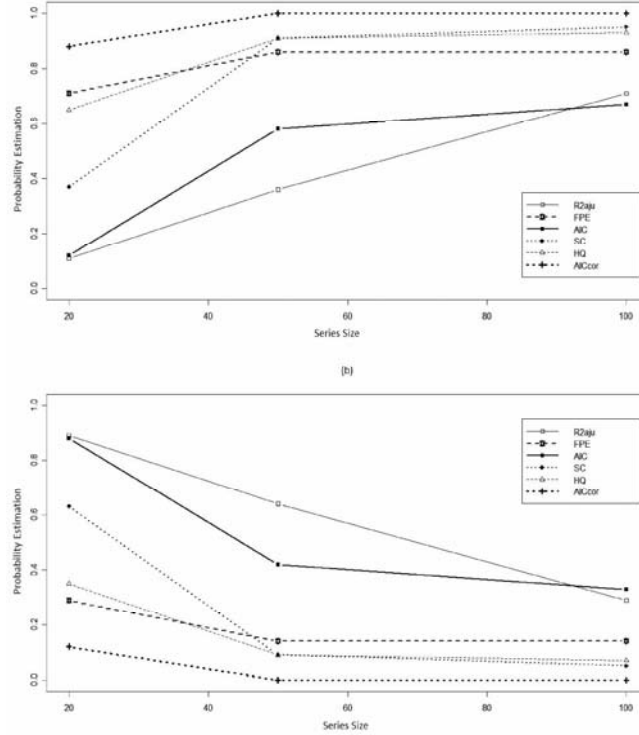 1.0
0.8
0.6
0.4
0.2
0.0
Probability Estimation
R2aju
FPE
AIC
SC
HQ
AICcor
20
40
60
80
100
Series Size
(b)
1.0
0.8
0.6
0.4
0.2
0.0
Probability Estimation
R2aju
FPE
AIC
SC
HQ
AICcor
20
40
60
80
100
Series Size